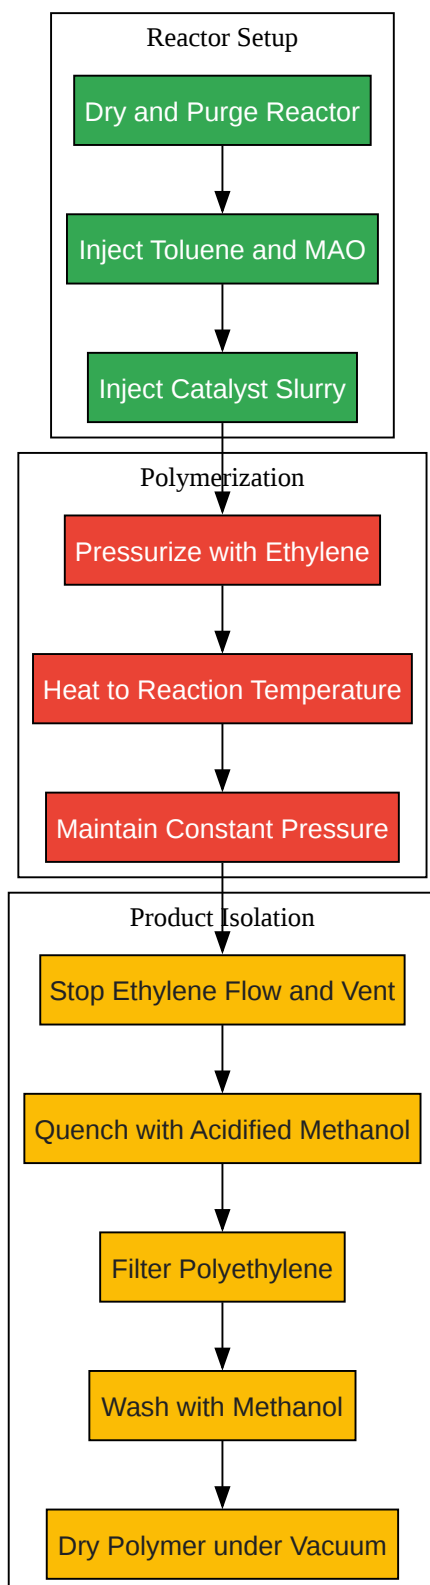 Reactor Setup
Dry and Purge Reactor
Inject Toluene and MAO
Inject Catalyst Slurry
Polymerization
Pressurize with Ethylene
Heat to Reaction Temperature
Maintain Constant Pressure
Product Isolation
Stop Ethylene Flow and Vent
Quench with Acidified Methanol
Filter Polyethylene
Wash with Methanol
Dry Polymer under Vacuum